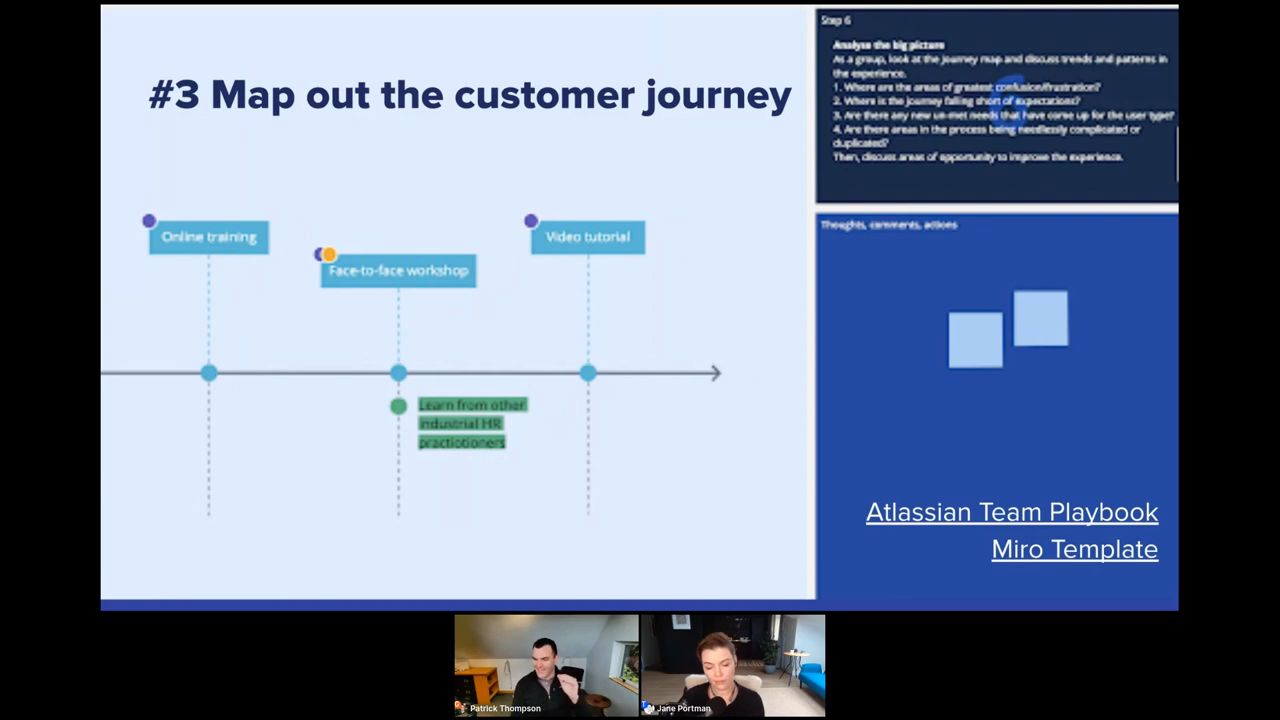 #3 Map out the customer journey
Online training
Face-to-face workshop
Video tutorial
Learn from other
industrial HR
practiotioners
Step 6
Analyse the big picture
As a group, look at the journey map and discuss trends and patterns in
the experience.
1. Where are the areas of greatest confusion/frustration?
2. Where is the journey falling short of expectations?
3. Are there any new un-met needs that have come up for the user type?
4. Are there areas in the process being needlessly complicated or
duplicated?
Then, discuss areas of opportunity to improve the experience.
6
Thoughts, comments, actions
Atlassian Team Playbook
Miro Template
Patrick Thompson
Jane Portman